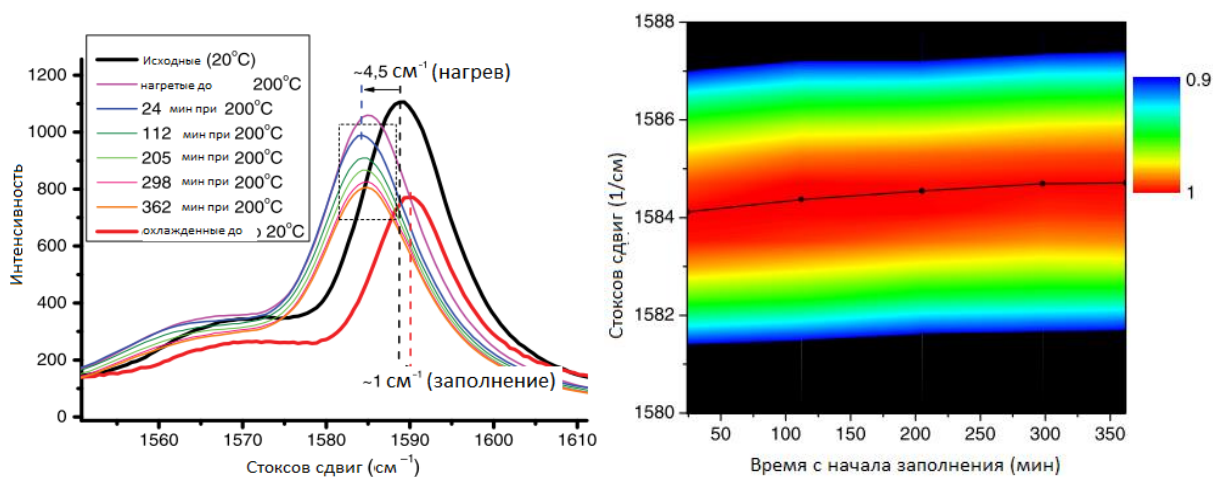 Исходные (20°C)
нагретые до 200°C
24 мин при 200°C
112 мин при 200°C
205 мин при 200°C
298 мин при 200°C
362 мин при 200°C
охлажденные до 20°C
~4,5 см⁻¹ (нагрев)
~1 см⁻¹ (заполнение)
Интенсивность
1200
1000
800
600
400
200
0
1560 1570 1580 1590 1600 1610
Стоксов сдвиг (см⁻¹)
Стоксов сдвиг (1/см)
1588
1586
1584
1582
1580
50 100 150 200 250 300 350
Время с начала заполнения (мин)
0.9
1